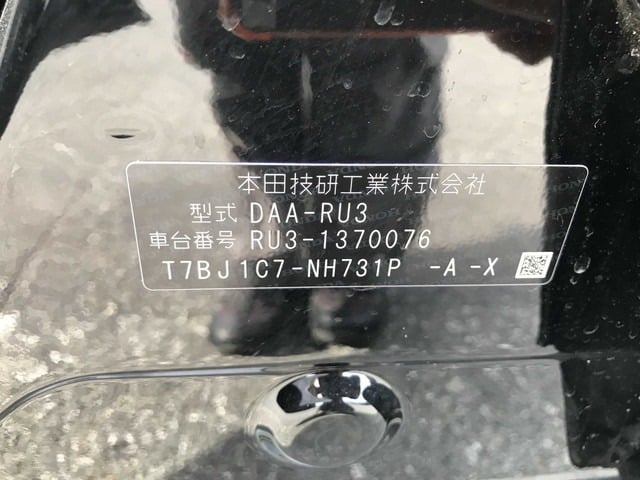 本田技研工業株式会社
型式 DAA-RU3
車台番号 RU3-1370076
T7BJ1C7-NH731P -A -X